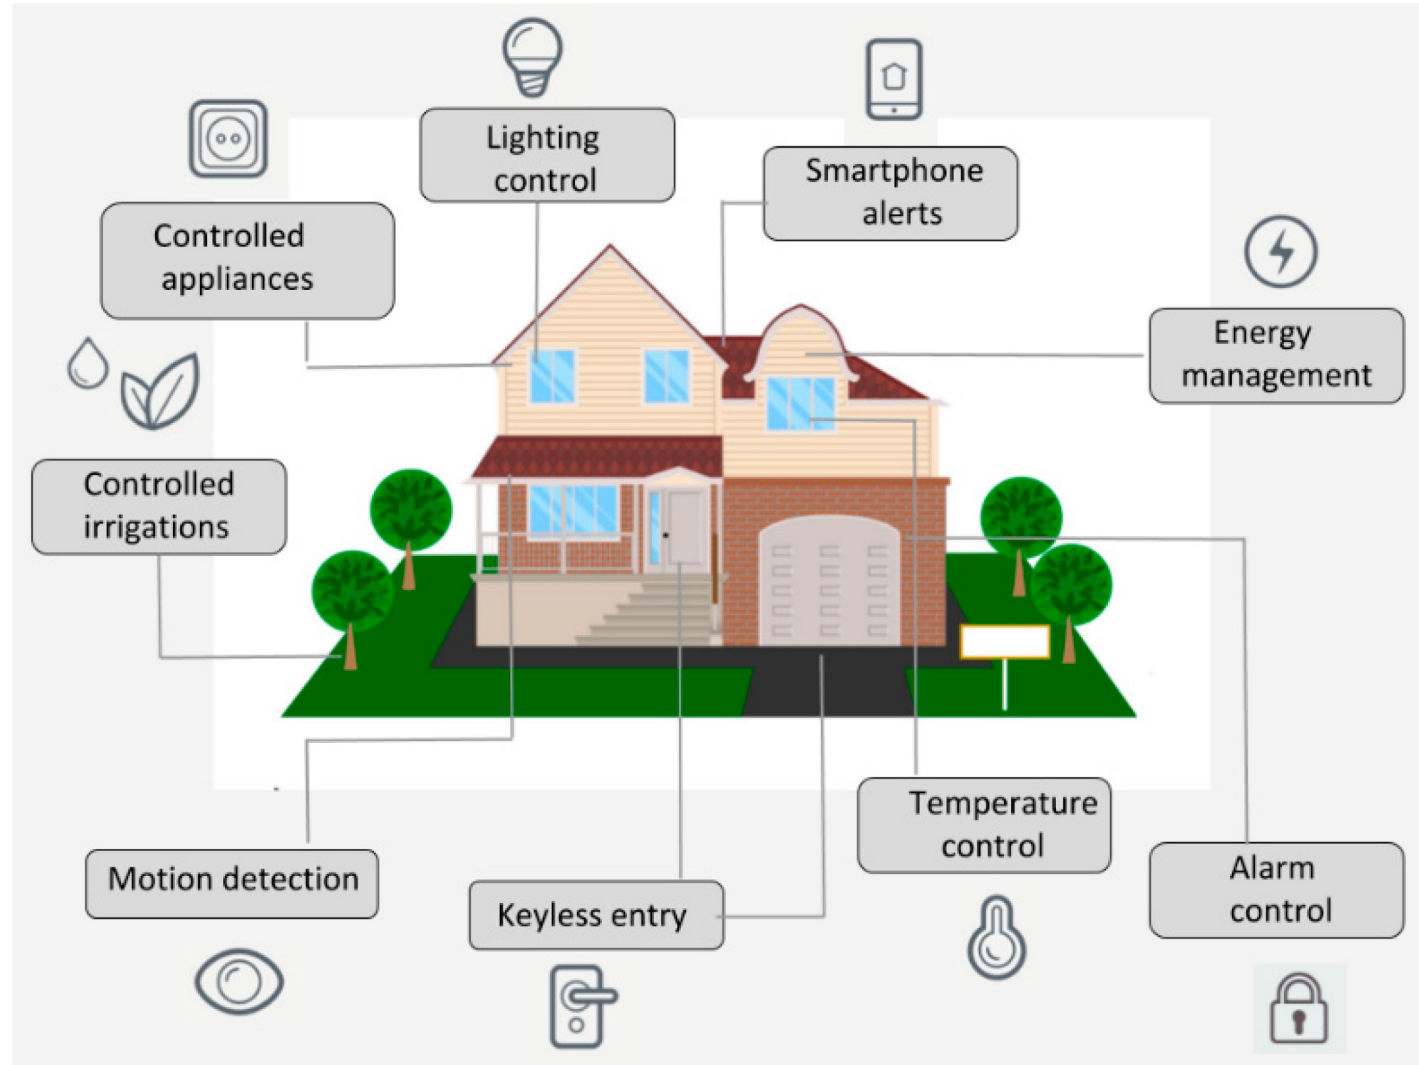 Lighting
control
Smartphone
alerts
Controlled
appliances
Energy
management
Controlled
irrigations
Temperature
control
Motion detection
Keyless entry
Alarm
control